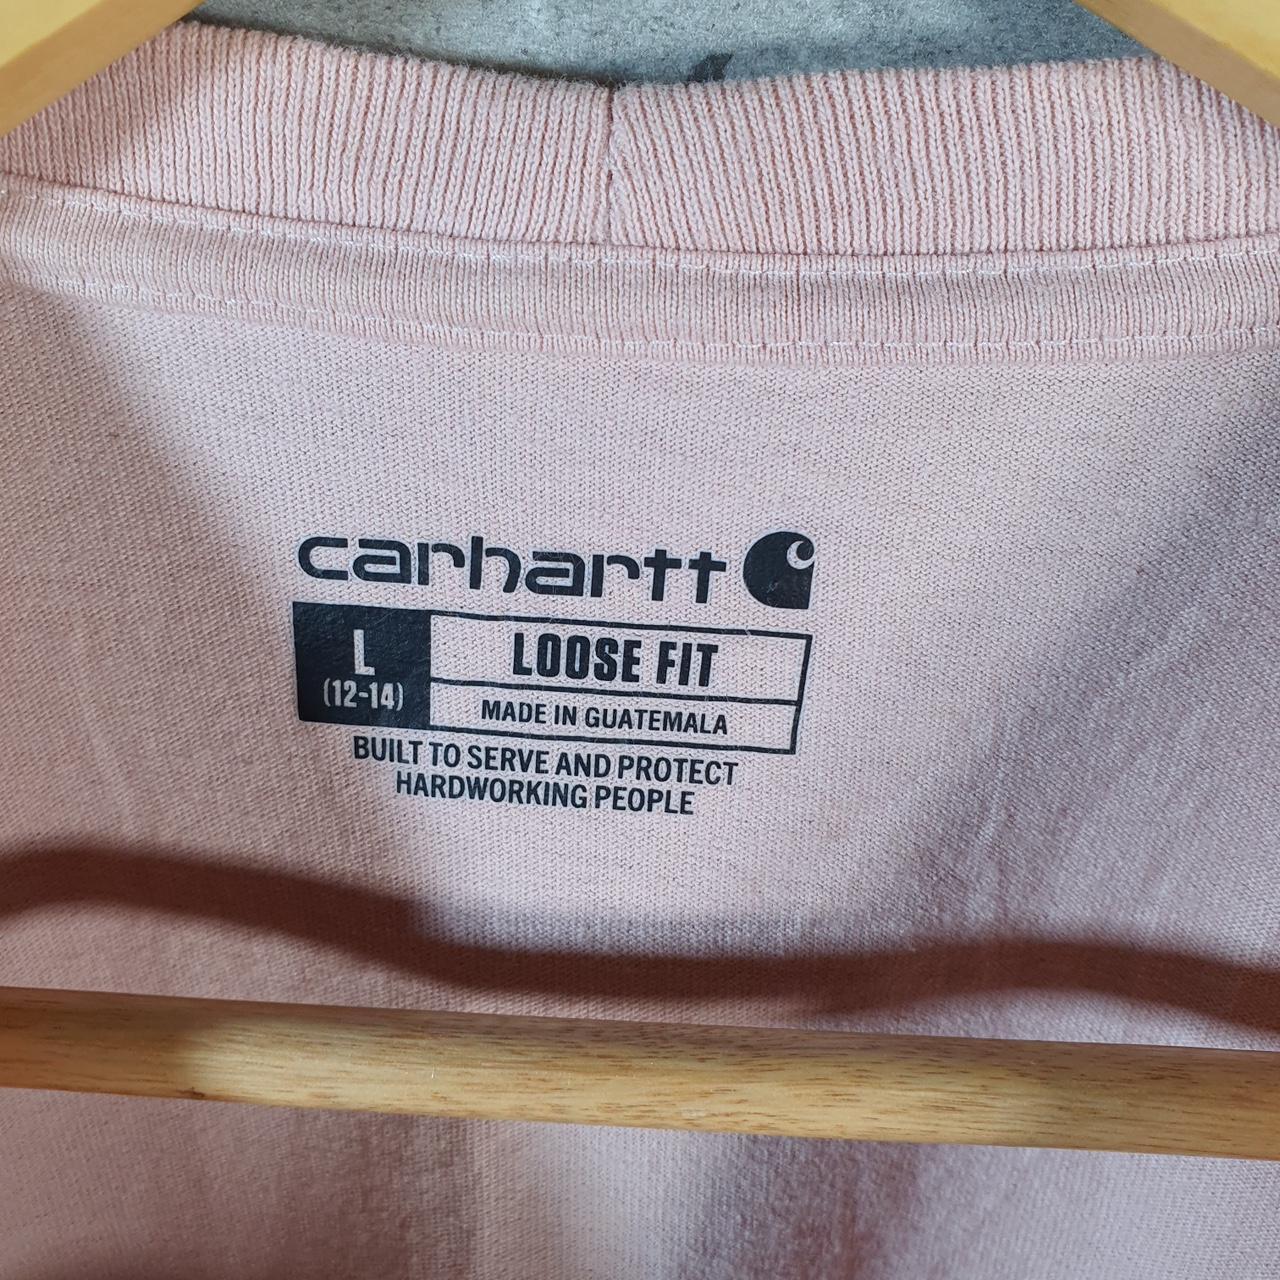 carhartt
L
(12-14)
LOOSE FIT
MADE IN GUATEMALA
BUILT TO SERVE AND PROTECT
HARDWORKING PEOPLE